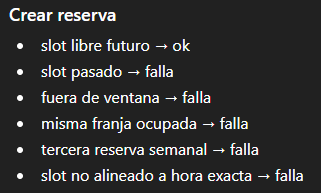 Crear reserva
• slot libre futuro → ok
• slot pasado → falla
• fuera de ventana → falla
• misma franja ocupada → falla
• tercera reserva semanal → falla
• slot no alineado a hora exacta → falla